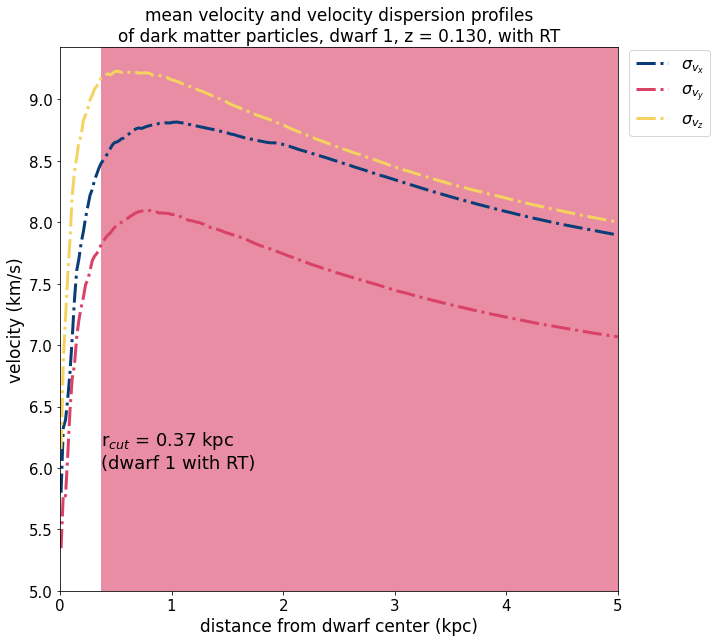 mean velocity and velocity dispersion profiles
of dark matter particles, dwarf 1, z = 0.130, with RT
σ_{v_x}
σ_{v_y}
σ_{v_z}
velocity (km/s)
9.0
8.5
8.0
7.5
7.0
6.5
6.0
5.5
5.0
r_{cut} = 0.37 kpc
(dwarf 1 with RT)
0 1 2 3 4 5
distance from dwarf center (kpc)